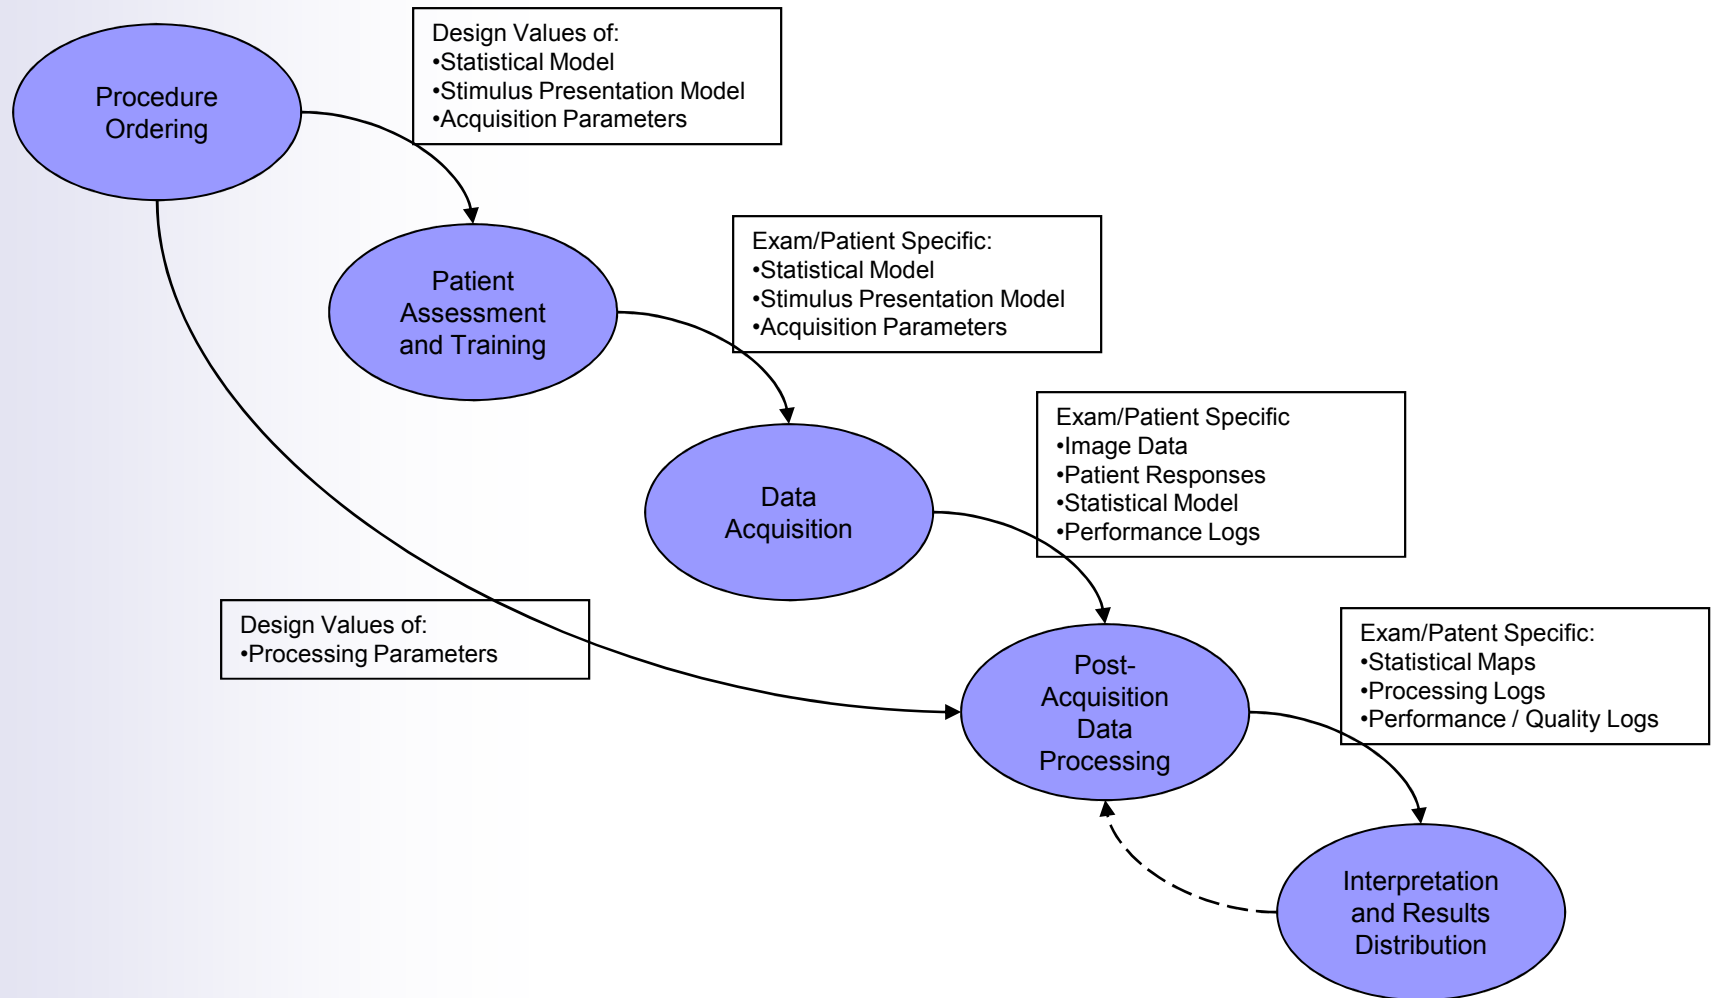 Procedure
Ordering
Design Values of:
•Statistical Model
•Stimulus Presentation Model
•Acquisition Parameters
Patient
Assessment
and Training
Exam/Patient Specific:
•Statistical Model
•Stimulus Presentation Model
•Acquisition Parameters
Data
Acquisition
Exam/Patient Specific
•Image Data
•Patient Responses
•Statistical Model
•Performance Logs
Design Values of:
•Processing Parameters
Post-
Acquisition
Data
Processing
Exam/Patent Specific:
•Statistical Maps
•Processing Logs
•Performance / Quality Logs
Interpretation
and Results
Distribution